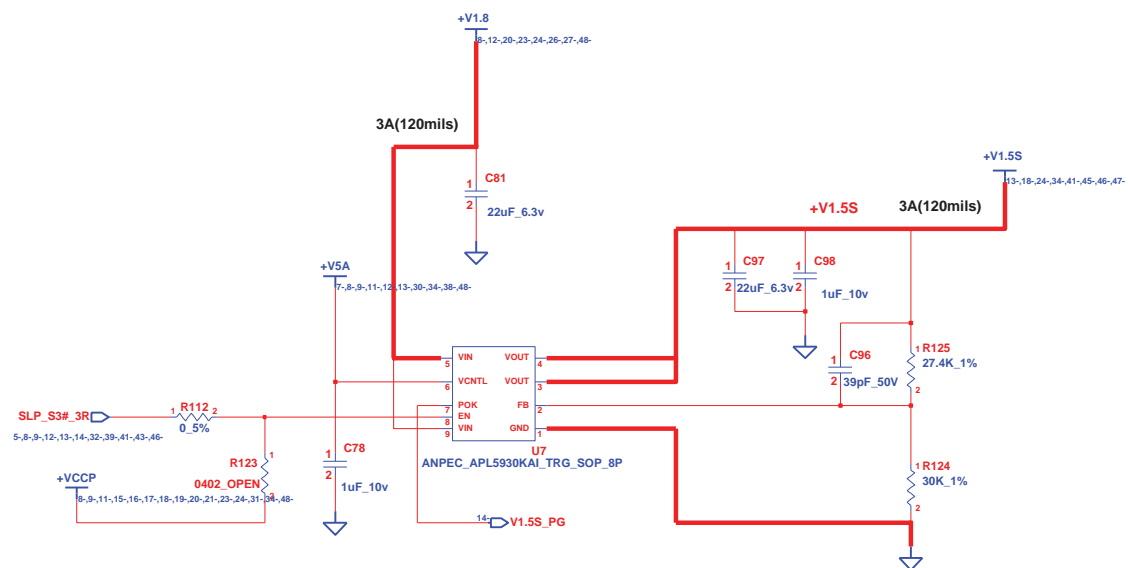 +V1.8
8-,12-,20-,23-,24-,26-,27-,48-
3A(120mils)
1
C81
2
22uF_6.3v
+V1.5S
13-,18-,24-,34-,41-,45-,46-,47-
+V1.5S
3A(120mils)
+V5A
7-,8-,9-,11-,12-,13-,30-,34-,38-,48-
1
C97
2
22uF_6.3v
1
C98
2
1uF_10v
1
C96
2
39pF_50V
1
R125
27.4K_1%
2
VIN
5
VCNTL
6
POK
7
EN
8
VIN
9
VOUT
4
VOUT
3
FB
2
GND
1
U7
ANPEC_APL5930KAI_TRG_SOP_8P
SLP_S3#_3R
5-,8-,9-,12-,13-,14-,32-,39-,41-,43-,46-
1
R112
2
0_5%
R123
1
0402_OPEN
2
+VCCP
8-,9-,11-,15-,16-,17-,18-,19-,20-,21-,23-,24-,31-,34-,48-
1
C78
2
1uF_10v
14-
V1.5S_PG
1
R124
30K_1%
2